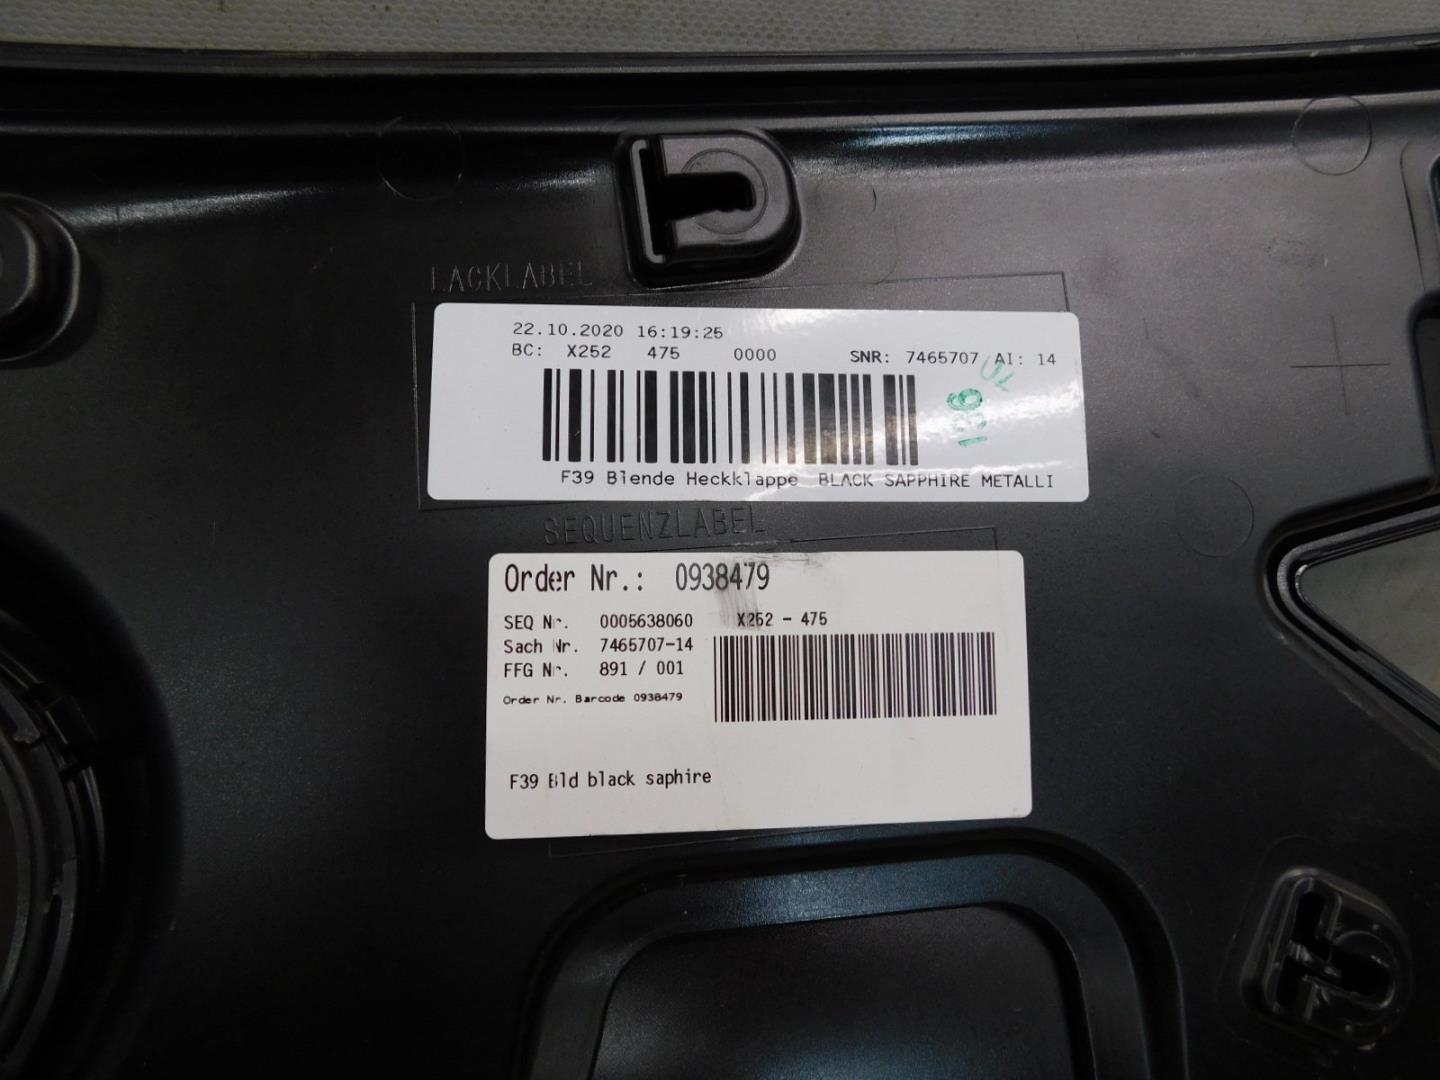 LACKLABEL
22.10.2020 16:19:25
BC: X252 475 0000 SNR: 7465707 AI: 14
136
F39 Blende Heckklappe BLACK SAPPHIRE METALLI
SEQUENZLABEL
Order Nr.: 0938479
SEQ Nr. 0005638060 X252 - 475
Sach Nr. 7465707-14
FFG Nr. 891 / 001
Order Nr. Barcode 0938479
F39 Bld black saphire